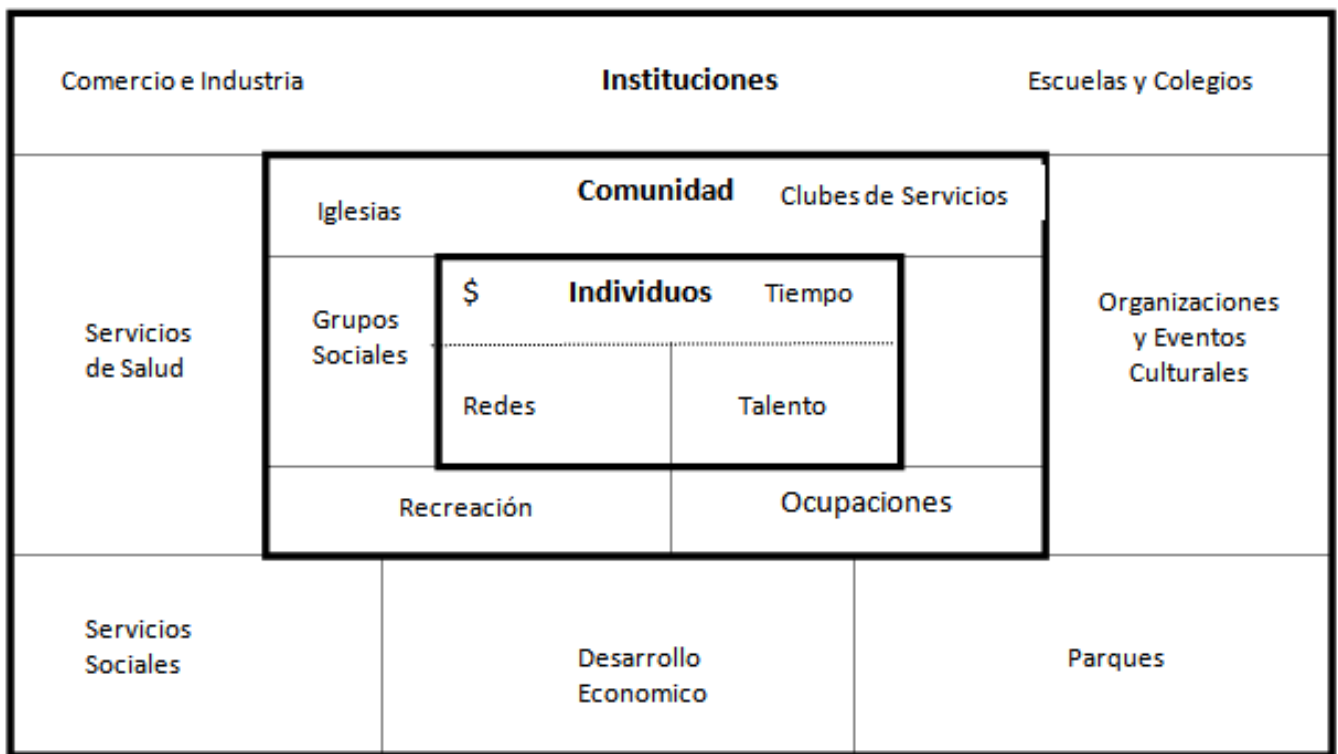 Comercio e Industria
Instituciones
Escuelas y Colegios
Comunidad
Clubes de Servicios
Iglesias
$
Individuos
Tiempo
Grupos
Sociales
Organizaciones
y Eventos
Culturales
Servicios
de Salud
Redes
Talento
Recreación
Ocupaciones
Servicios
Sociales
Desarrollo
Economico
Parques